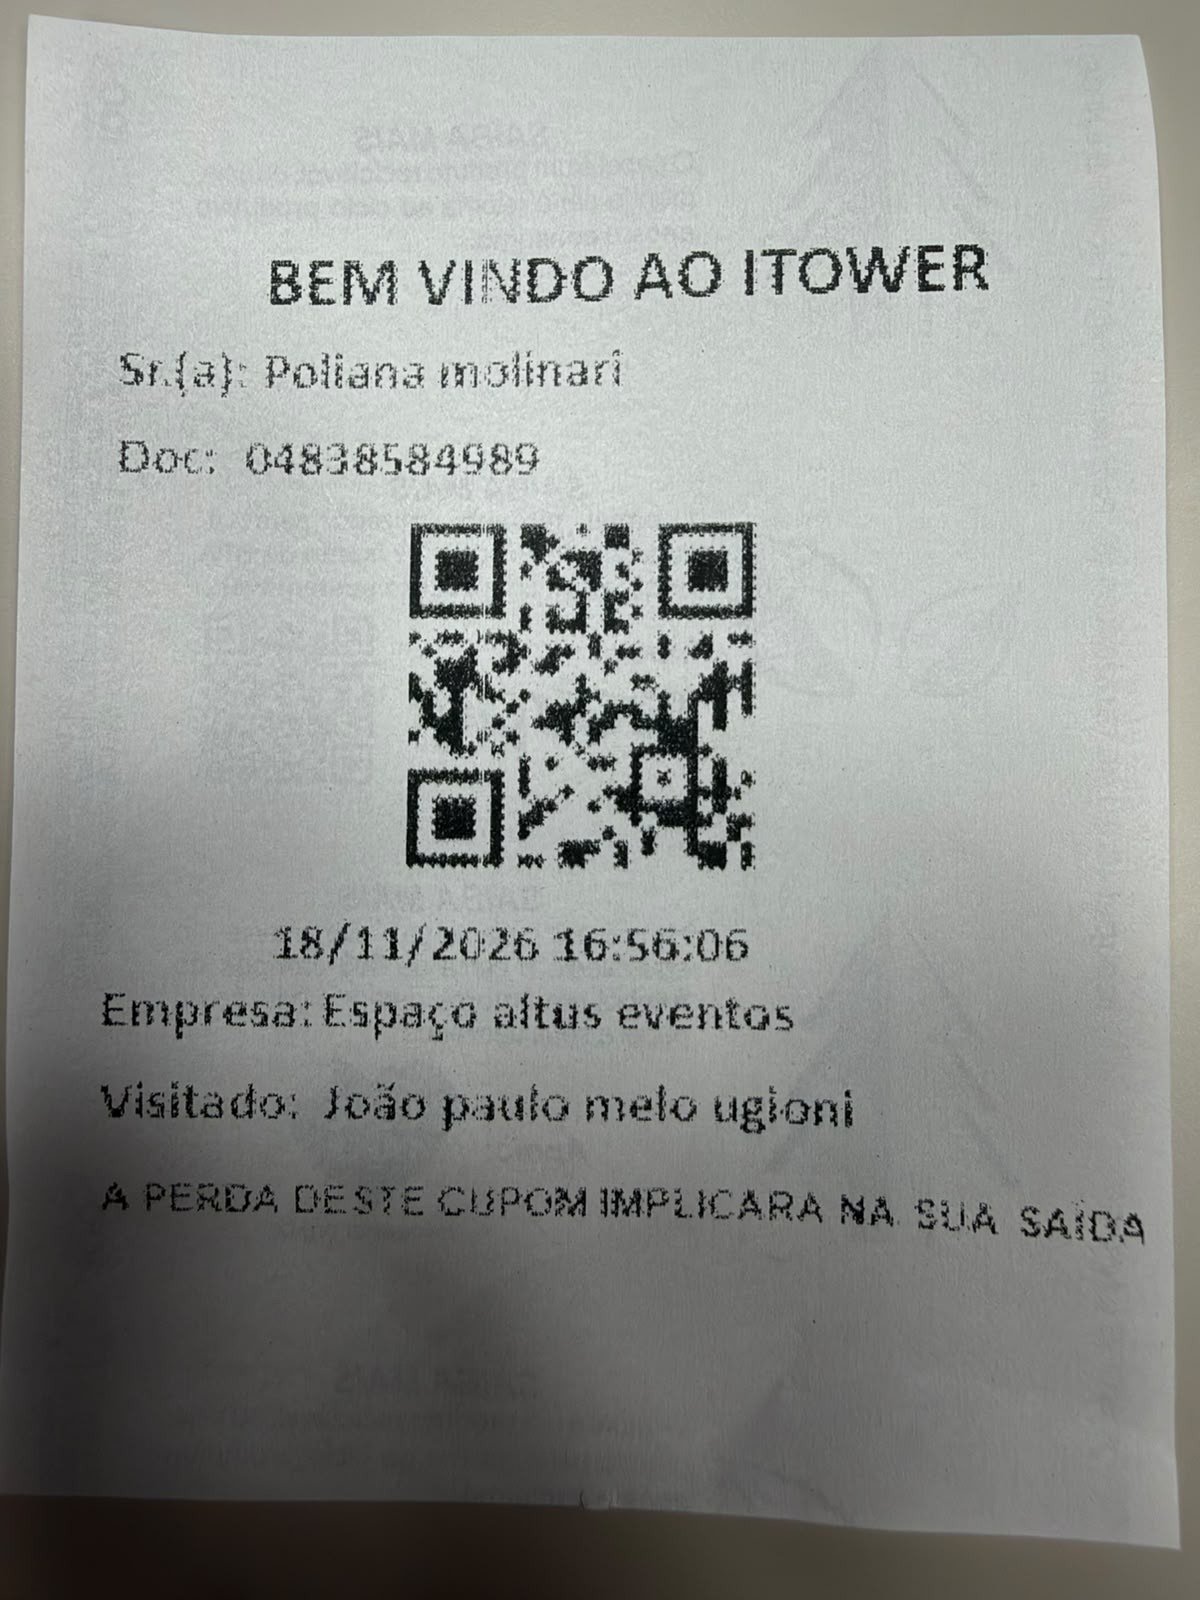 BEM VINDO AO ITOWER
Sr.(a): Poliana molinari
Doc: 04838584989
18/11/2026 16:56:06
Empresa: Espaço altus eventos
Visitado: João paulo melo ugioni
A PERDA DESTE CUPOM IMPLICARA NA SUA SAÍDA